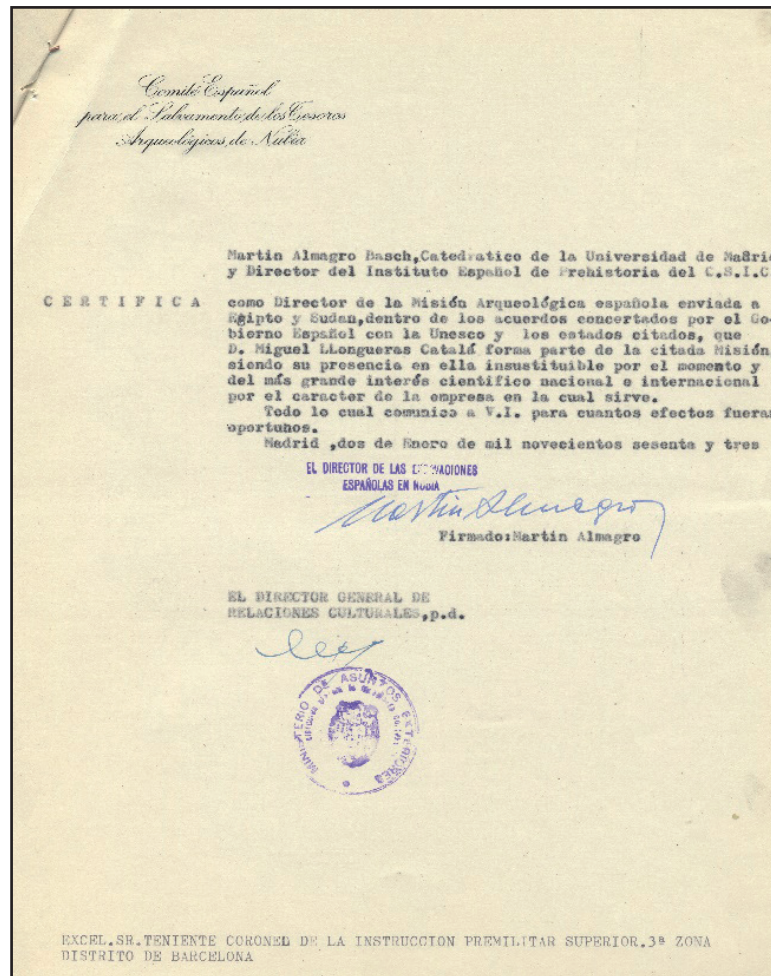 Comité Español
para el Salvamento de los Tesoros
Arqueológicos de Nubia
Martin Almagro Basch,Catedratico de la Universidad de Ma8rid
y Director del Instituto Español de Prehistoria del C.S.I.C
CERTIFICA como Director de la Misión Arqueológica española enviada a
Egipto y Sudan,dentro de los acuerdos concertados por el Go-
bierno Español con la Unesco y los estados citados, que
D. Miguel LLongueras Catalá forma parte de la citada Misión
siendo su presencia en ella insustituible por el momento y
del más grande interés cientifico nacional e internacional
por el caracter de la empresa en la cual sirve.
Todo lo cual comunico a V.I. para cuantos efectos fueran
oportunos.
Madrid ,dos de Enero de mil novecientos sesenta y tres
EL DIRECTOR DE LAS
ESPAÑOLAS EN NUBIA
Martin Almagro
Firmado:Martin Almagro
EL DIRECTOR GENERAL DE
RELACIONES CULTURALES,p.d.
MINISTERIO DE ASUNTOS EXTERIORES
EXCEL.SR.TENIENTE CORONEL DE LA INSTRUCCION PREMILITAR SUPERIOR.3ª ZONA
DISTRITO DE BARCELONA